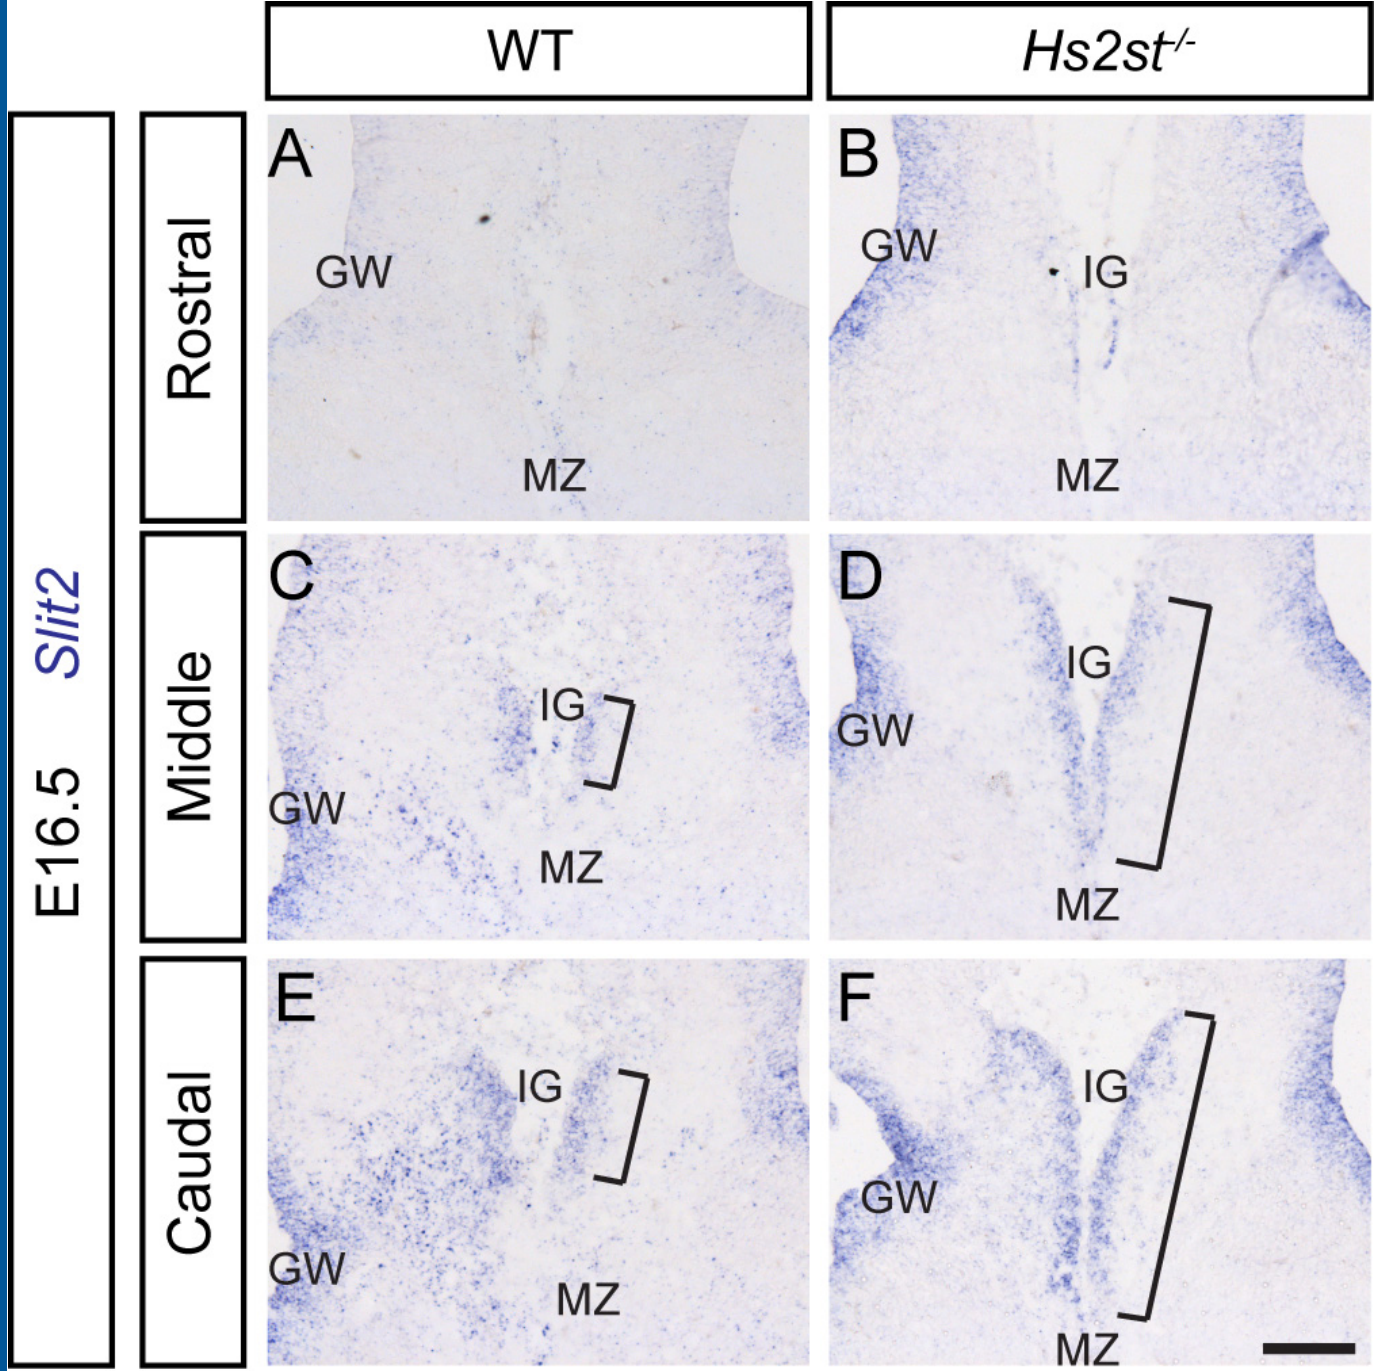 WT
Hs2st-/-
E16.5 Slit2
Rostral
A
GW
MZ
B
GW
IG
MZ
Middle
C
IG
GW
MZ
D
IG
GW
MZ
Caudal
E
IG
GW
MZ
F
IG
GW
MZ